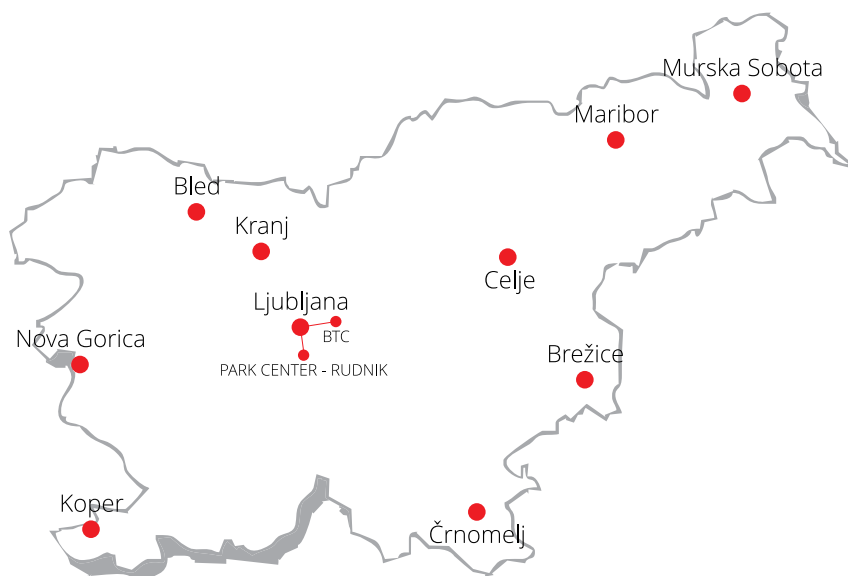 Murska Sobota
Maribor
Bled
Kranj
Celje
Ljubljana
BTC
Nova Gorica
PARK CENTER - RUDNIK
Brežice
Koper
Črnomelj